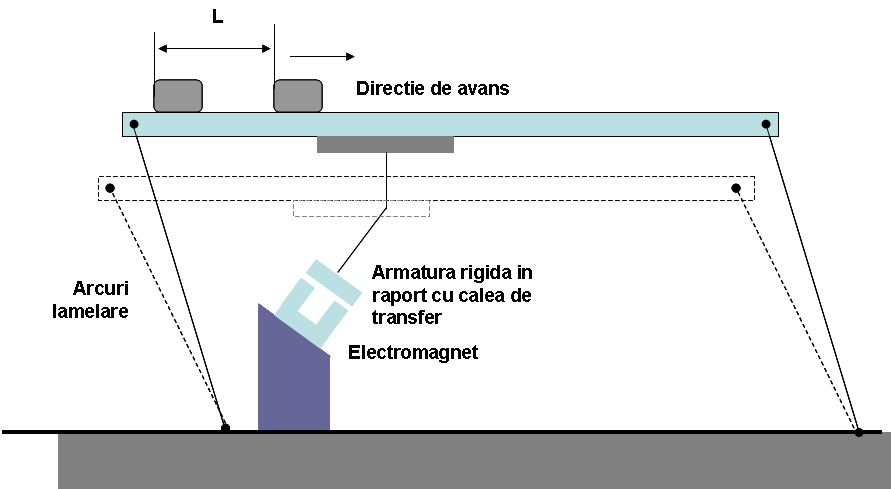 L
Directie de avans
Arcuri
lamelare
Armatura rigida in
raport cu calea de
transfer
Electromagnet